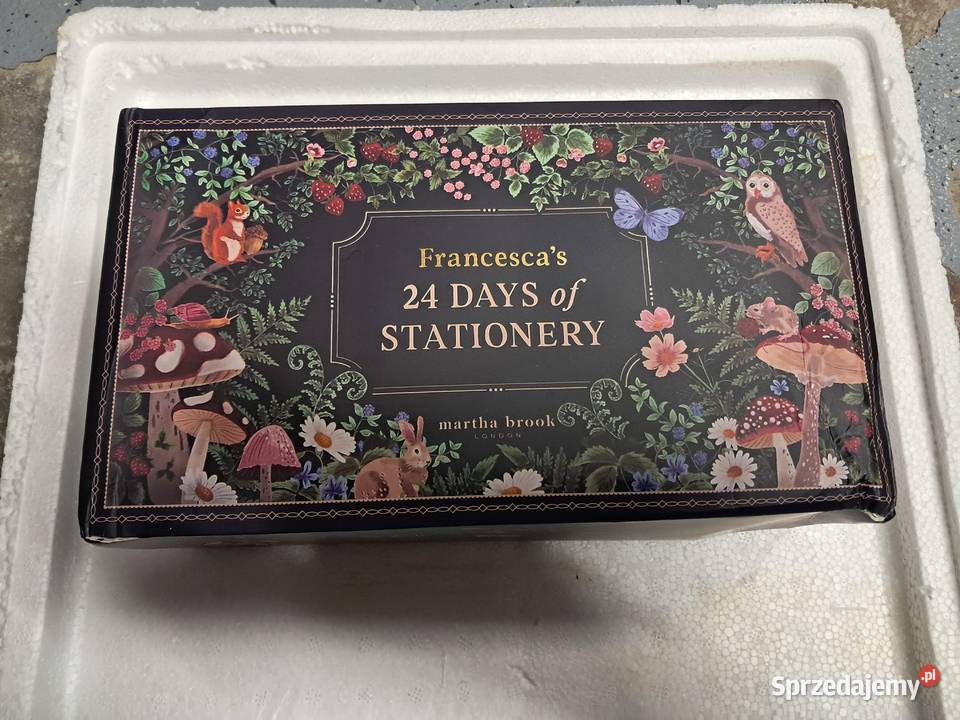 Francesca's
24 DAYS of
STATIONERY
martha brook
LONDON
Sprzedajemy.pl